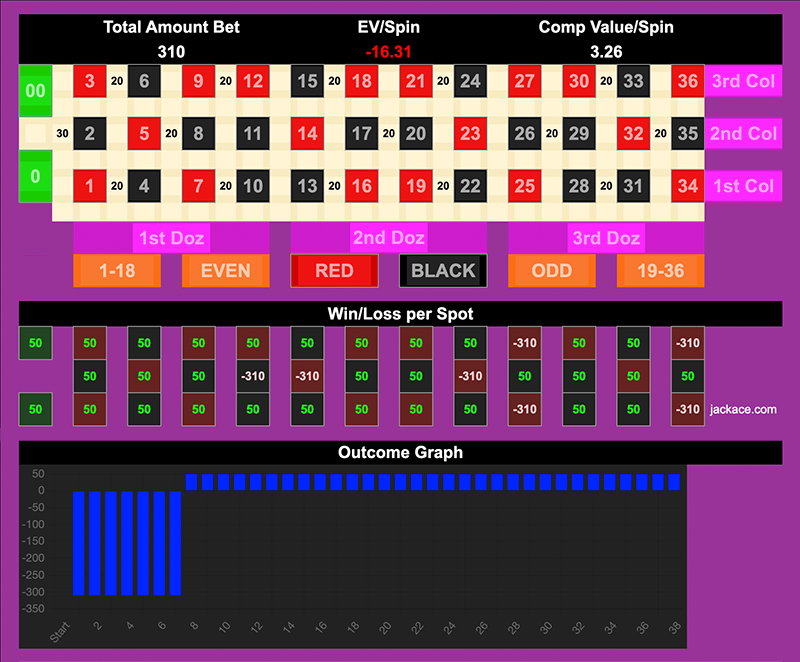 Total Amount Bet EV/Spin Comp Value/Spin
310 -16.31 3.26
00 3 20 6 9 20 12 15 20 18 21 20 24 27 30 20 33 36 3rd Col
30 2 5 20 8 11 14 17 20 20 23 26 20 29 32 20 35 2nd Col
0 1 20 4 7 20 10 13 20 16 19 20 22 25 28 20 31 34 1st Col
1st Doz 2nd Doz 3rd Doz
1-18 EVEN RED BLACK ODD 19-36
Win/Loss per Spot
50 50 50 50 50 50 50 50 50 -310 50 50 -310
50 50 50 -310 -310 50 50 -310 50 50 50 50
50 50 50 50 50 50 50 50 50 -310 50 50 -310 jackace.com
Outcome Graph
50
0
-50
-100
-150
-200
-250
-300
-350
Start 2 4 6 8 10 12 14 16 18 20 22 24 26 28 30 32 34 36 38